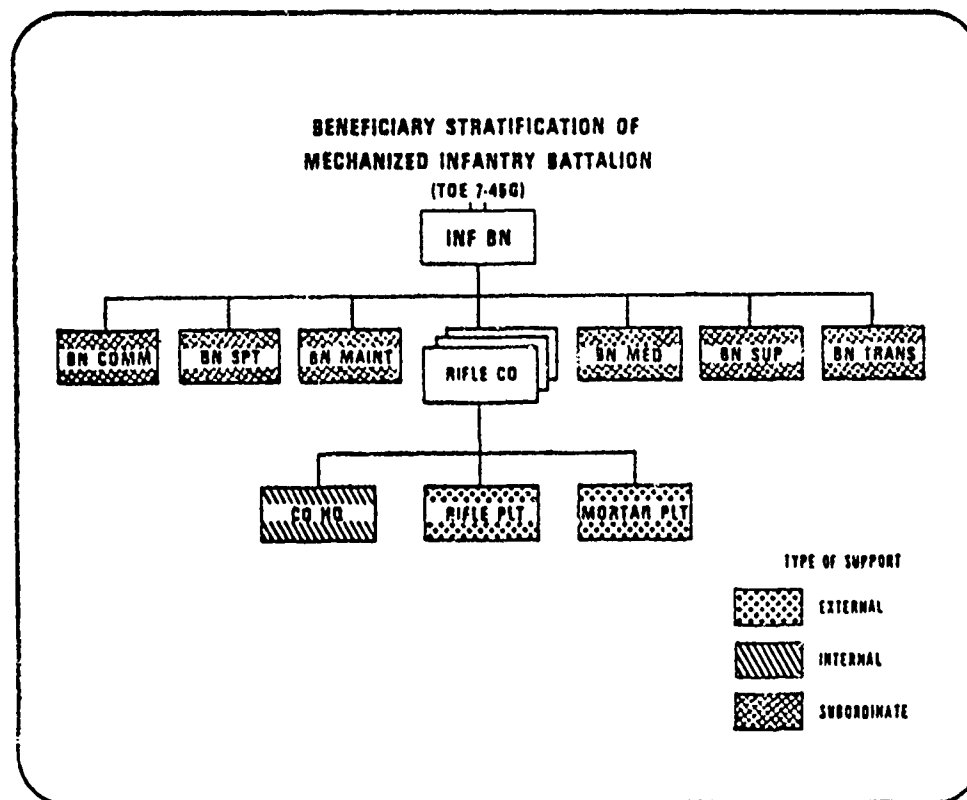 BENEFICIARY STRATIFICATION OF
MECHANIZED INFANTRY BATTALION
(TOE 7-45G)
INF BN
BN COMM
BN SPT
BN MAINT
RIFLE CO
BN MED
BN SUP
BN TRANS
CO HQ
RIFLE PLT
MORTAR PLT
TYPE OF SUPPORT
EXTERNAL
INTERNAL
SUBORDINATE